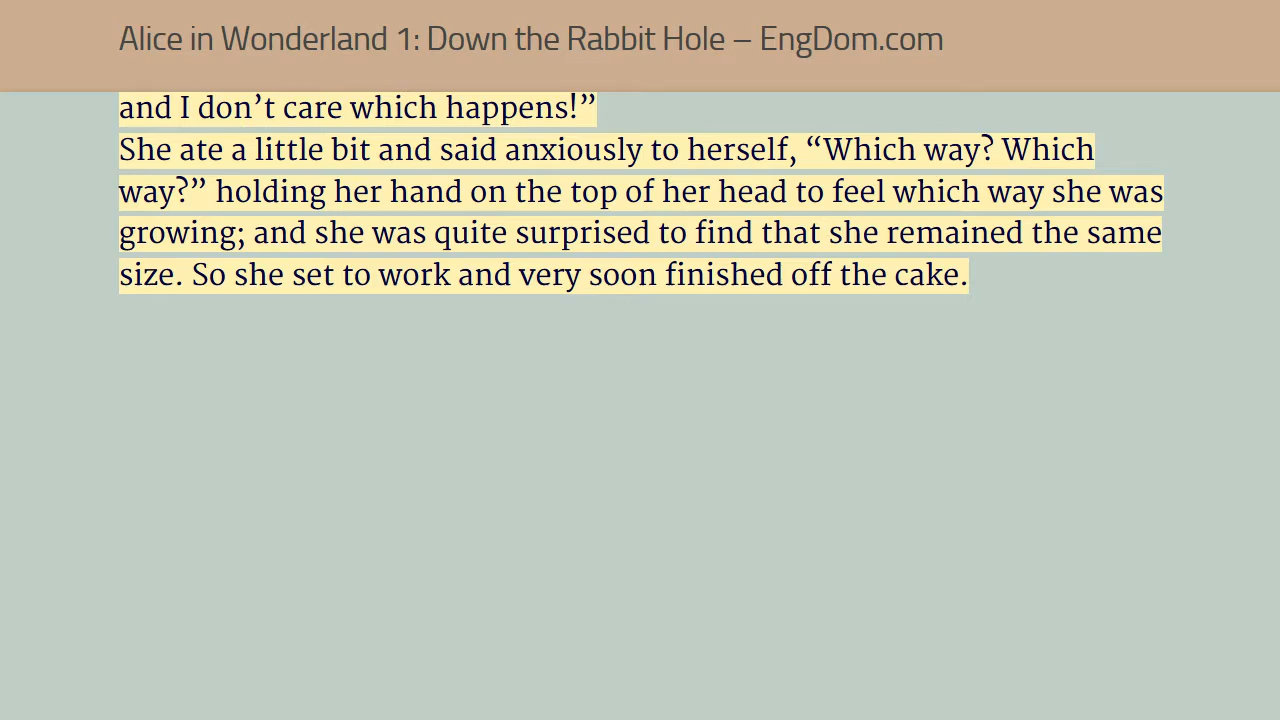 Alice in Wonderland 1: Down the Rabbit Hole – EngDom.com
and I don’t care which happens!”
She ate a little bit and said anxiously to herself, “Which way? Which
way?” holding her hand on the top of her head to feel which way she was
growing; and she was quite surprised to find that she remained the same
size. So she set to work and very soon finished off the cake.